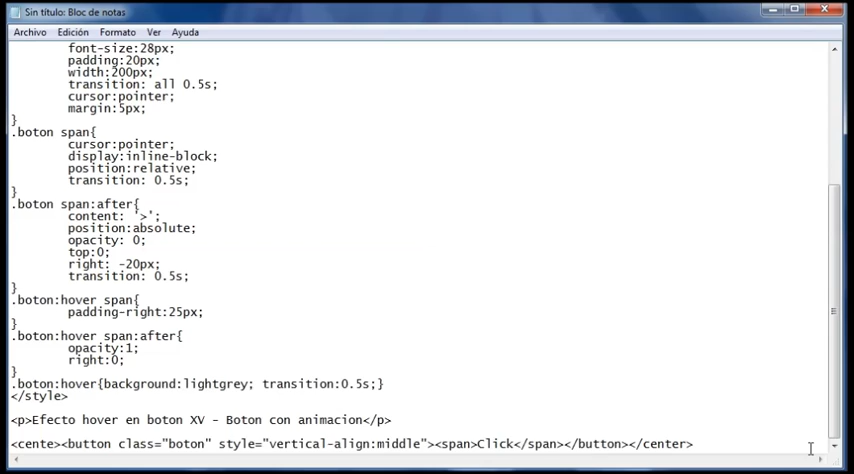 Sin título: Bloc de notas
Archivo Edición Formato Ver Ayuda
font-size:28px;
padding:20px;
width:200px;
transition: all 0.5s;
cursor:pointer;
margin:5px;
}
.boton span{
cursor:pointer;
display:inline-block;
position:relative;
transition: 0.5s;
}
.boton span:after{
content: '>';
position:absolute;
opacity: 0;
top:0;
right: -20px;
transition: 0.5s;
}
.boton:hover span{
padding-right:25px;
}
.boton:hover span:after{
opacity:1;
right:0;
}
.boton:hover{background:lightgrey; transition:0.5s;}
</style>
<p>Efecto hover en boton XV - Boton con animacion</p>
<cente><button class="boton" style="vertical-align:middle"><span>Click</span></button></center>